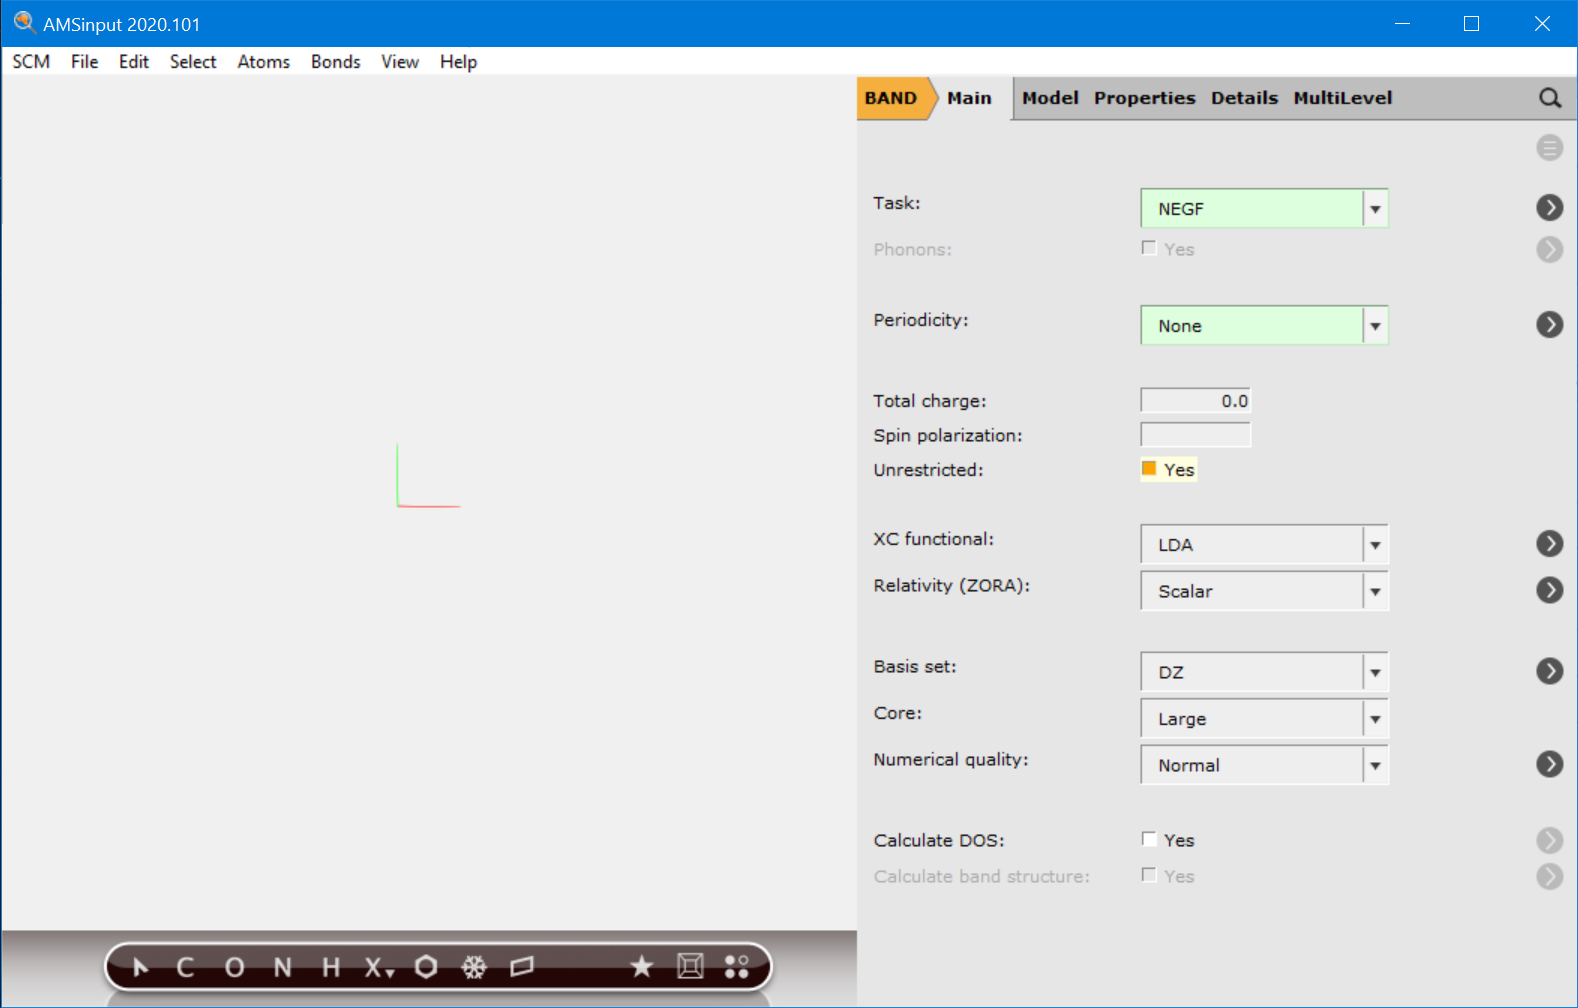 AMSinput 2020.101
SCM File Edit Select Atoms Bonds View Help
BAND Main Model Properties Details MultiLevel
Task: NEGF
Phonons: Yes
Periodicity: None
Total charge: 0.0
Spin polarization:
Unrestricted: Yes
XC functional: LDA
Relativity (ZORA): Scalar
Basis set: DZ
Core: Large
Numerical quality: Normal
Calculate DOS: Yes
Calculate band structure: Yes
C O N H X